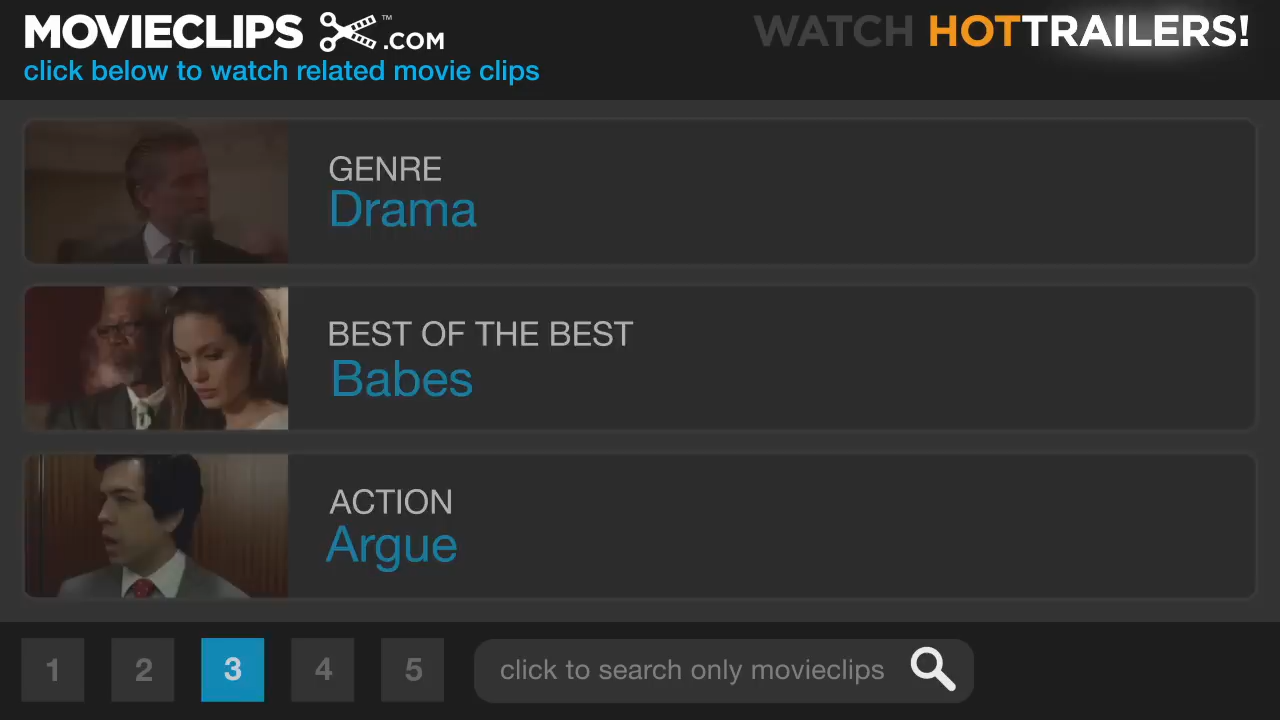 MOVIECLIPS ™.COM
WATCH HOTTRAILERS!
click below to watch related movie clips
GENRE
Drama
BEST OF THE BEST
Babes
ACTION
Argue
1 2 3 4 5
click to search only movieclips